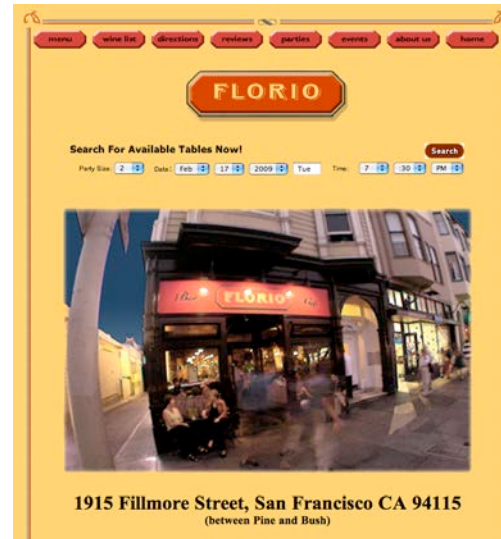 menu wine list directions reviews parties events about us home
FLORIO
Search For Available Tables Now! Search
Party Size: 2 Date: Feb 17 2009 Tue Time: 7 :30 PM
Bar FLORIO Cafe
1915 Fillmore Street, San Francisco CA 94115
(between Pine and Bush)